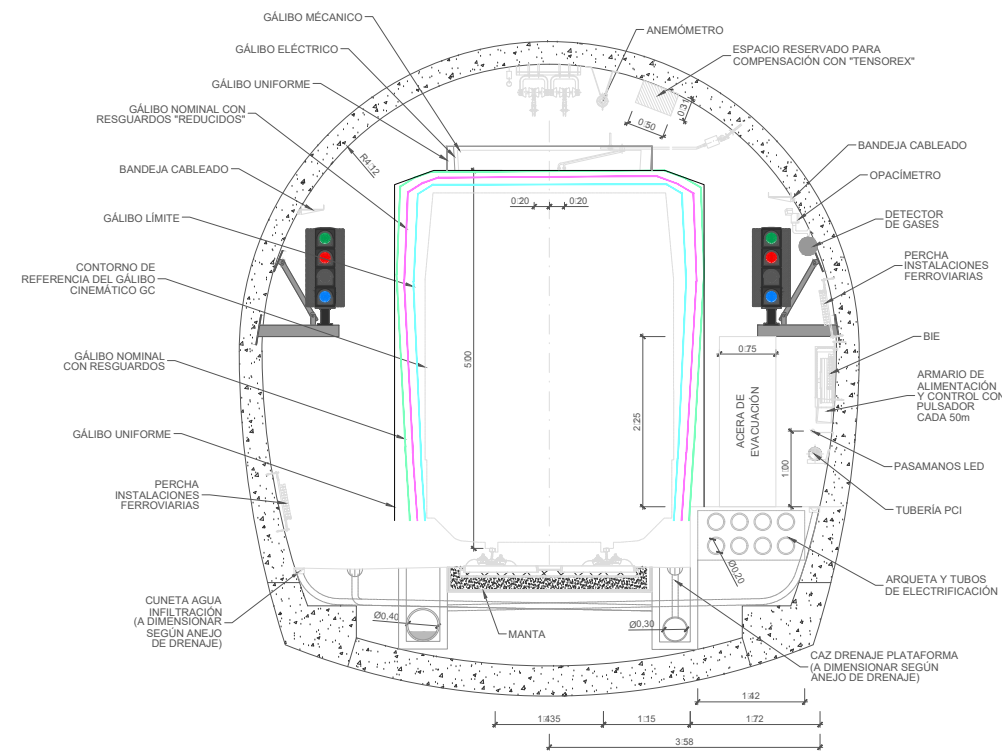 GÁLIBO MÉCANICO
GÁLIBO ELÉCTRICO
GÁLIBO UNIFORME
GÁLIBO NOMINAL CON
RESGUARDOS "REDUCIDOS"
BANDEJA CABLEADO
GÁLIBO LÍMITE
CONTORNO DE
REFERENCIA DEL GÁLIBO
CINEMÁTICO GC
GÁLIBO NOMINAL
CON RESGUARDOS
GÁLIBO UNIFORME
PERCHA
INSTALACIONES
FERROVIARIAS
CUNETA AGUA
INFILTRACIÓN
(A DIMENSIONAR
SEGÚN ANEJO
DE DRENAJE)
ANEMÓMETRO
ESPACIO RESERVADO PARA
COMPENSACIÓN CON "TENSOREX"
0:31
0:50
R4:12
0:20
0:20
5:00
2:25
0:75
ACERA DE
EVACUACIÓN
1:00
Ø0,20
Ø0,40
Ø0,30
MANTA
BANDEJA CABLEADO
OPACÍMETRO
DETECTOR
DE GASES
PERCHA
INSTALACIONES
FERROVIARIAS
BIE
ARMARIO DE
ALIMENTACIÓN
Y CONTROL CON
PULSADOR
CADA 50m
PASAMANOS LED
TUBERÍA PCI
ARQUETA Y TUBOS
DE ELECTRIFICACIÓN
CAZ DRENAJE PLATAFORMA
(A DIMENSIONAR SEGÚN
ANEJO DE DRENAJE)
1:42
1:435
1:15
1:72
3:58